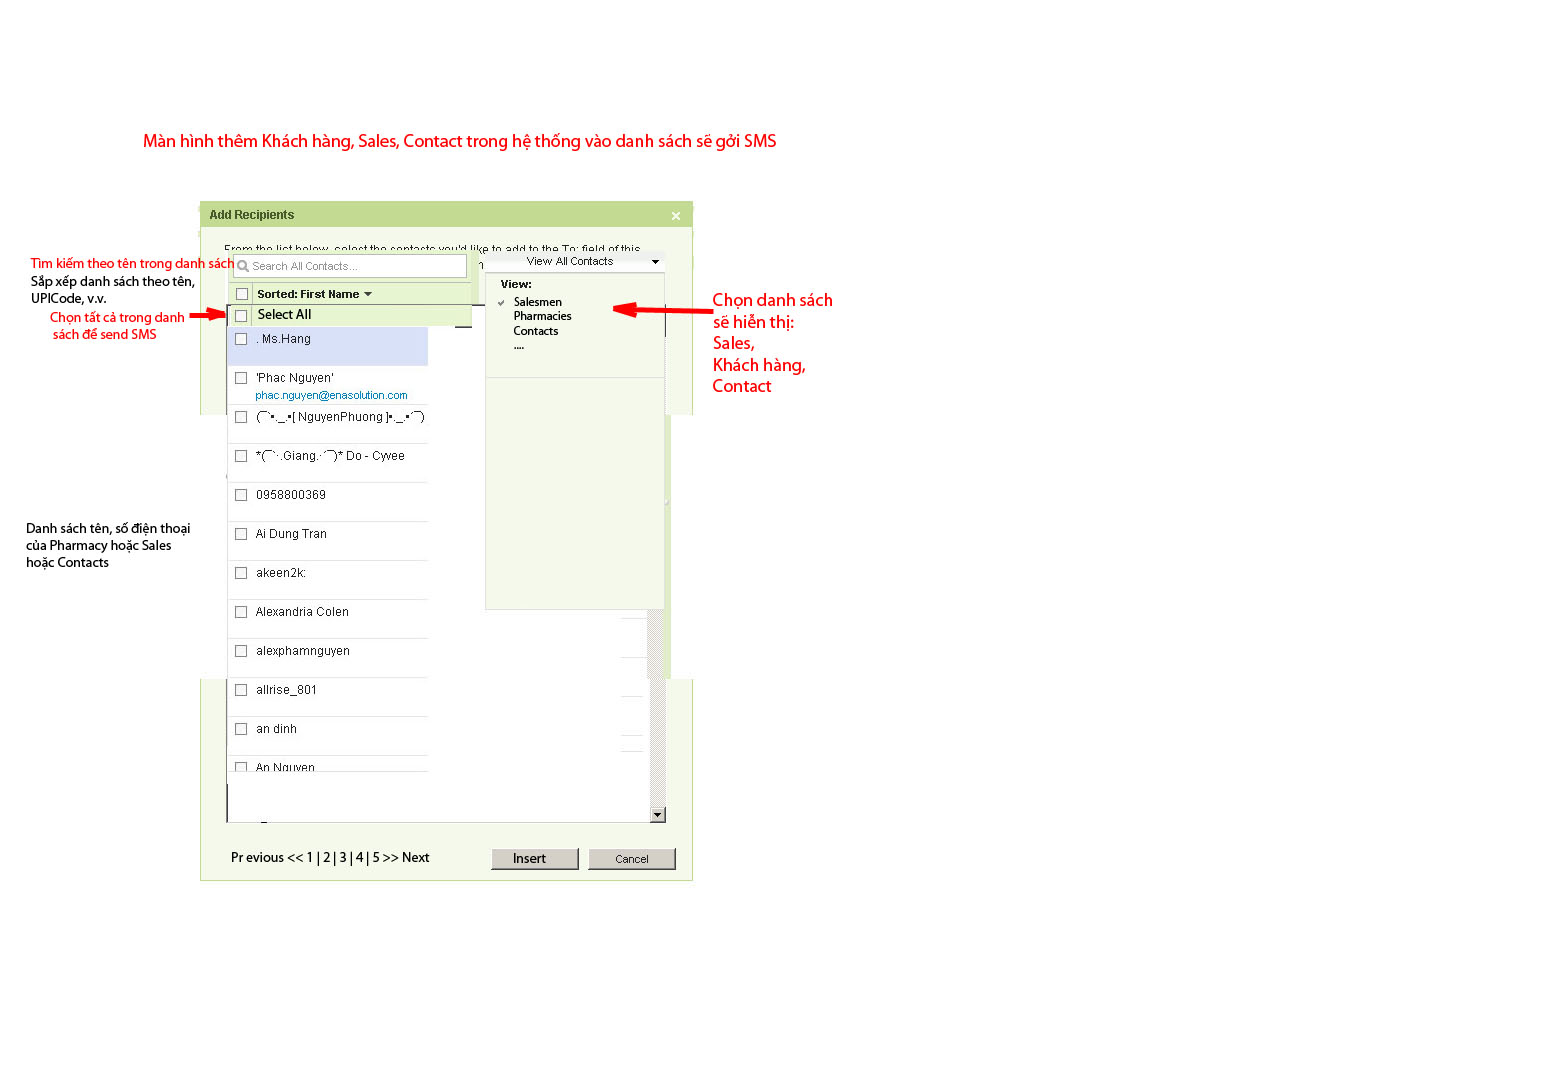 Màn hình thêm Khách hàng, Sales, Contact trong hệ thống vào danh sách sẽ gởi SMS
Add Recipients
From the list below, select the contacts you'd like to add to the To: field of this
Tìm kiếm theo tên trong danh sách
Search All Contacts...
View All Contacts
Sắp xếp danh sách theo tên,
UPICode, v.v.
Sorted: First Name
View:
Chọn tất cả trong danh
sách để send SMS
Select All
Salesmen
Pharmacies
Contacts
....
Chọn danh sách
sẽ hiễn thị:
Sales,
Khách hàng,
Contact
. Ms.Hang
'Phac Nguyen'
phac.nguyen@enasolution.com
(¯`•._.•[ NguyenPhuong ]•._.•´¯)
*(¯`·.Giang.·´¯)* Do - Cyvee
0958800369
Danh sách tên, số điện thoại
của Pharmacy hoặc Sales
hoặc Contacts
Ai Dung Tran
akeen2k:
Alexandria Colen
alexphamnguyen
allrise_801
an dinh
An Nguyen
Pr evious << 1 | 2 | 3 | 4 | 5 >> Next
Insert
Cancel